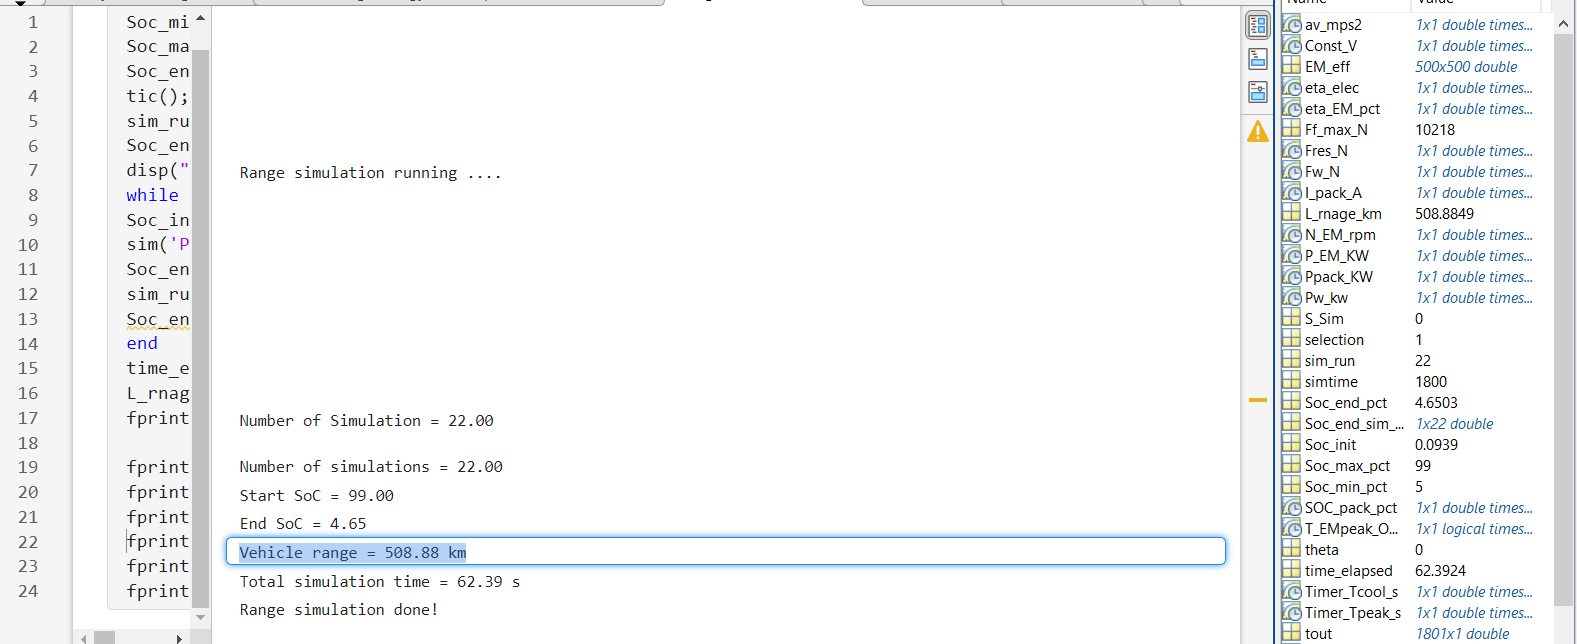 Name Value
1 Soc_mi
2 Soc_ma
3 Soc_en
4 tic();
5 sim_ru
6 Soc_en
7 disp("
8 while
9 Soc_in
10 sim('P
11 Soc_en
12 sim_ru
13 Soc_en
14 end
15 time_e
16 L_rnag
17 fprint
18
19 fprint
20 fprint
21 fprint
22 fprint
23 fprint
24 fprint
Range simulation running ....
Number of Simulation = 22.00
Number of simulations = 22.00
Start SoC = 99.00
End SoC = 4.65
Vehicle range = 508.88 km
Total simulation time = 62.39 s
Range simulation done!
av_mps2 1x1 double times...
Const_V 1x1 double times...
EM_eff 500x500 double
eta_elec 1x1 double times...
eta_EM_pct 1x1 double times...
Ff_max_N 10218
Fres_N 1x1 double times...
Fw_N 1x1 double times...
I_pack_A 1x1 double times...
L_rnage_km 508.8849
N_EM_rpm 1x1 double times...
P_EM_KW 1x1 double times...
Ppack_KW 1x1 double times...
Pw_kw 1x1 double times...
S_Sim 0
selection 1
sim_run 22
simtime 1800
Soc_end_pct 4.6503
Soc_end_sim_... 1x22 double
Soc_init 0.0939
Soc_max_pct 99
Soc_min_pct 5
SOC_pack_pct 1x1 double times...
T_EMpeak_O... 1x1 logical times...
theta 0
time_elapsed 62.3924
Timer_Tcool_s 1x1 double times...
Timer_Tpeak_s 1x1 double times...
tout 1801x1 double